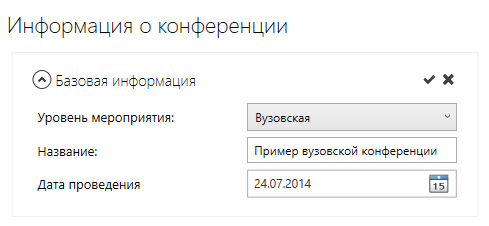 Информация о конференции
Базовая информация
Уровень мероприятия: Вузовская
Название: Пример вузовской конференции
Дата проведения 24.07.2014 15